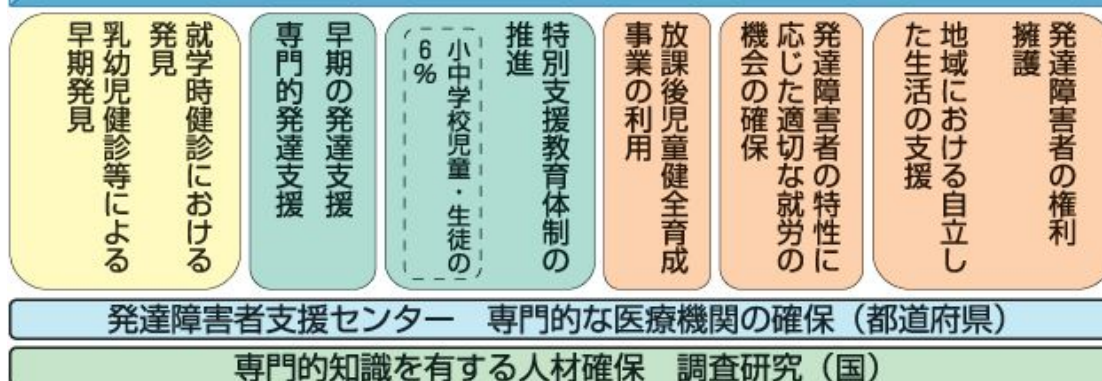 就学時健診における
発見
乳幼児健診等による
早期発見
早期の発達支援
専門的発達支援
特別支援教育体制の
推進
小中学校児童・生徒の
6%
放課後児童健全育成
事業の利用
発達障害者の特性に
応じた適切な就労の
機会の確保
発達障害者の権利
擁護
地域における自立し
た生活の支援
発達障害者支援センター 専門的な医療機関の確保(都道府県)
専門的知識を有する人材確保 調査研究(国)